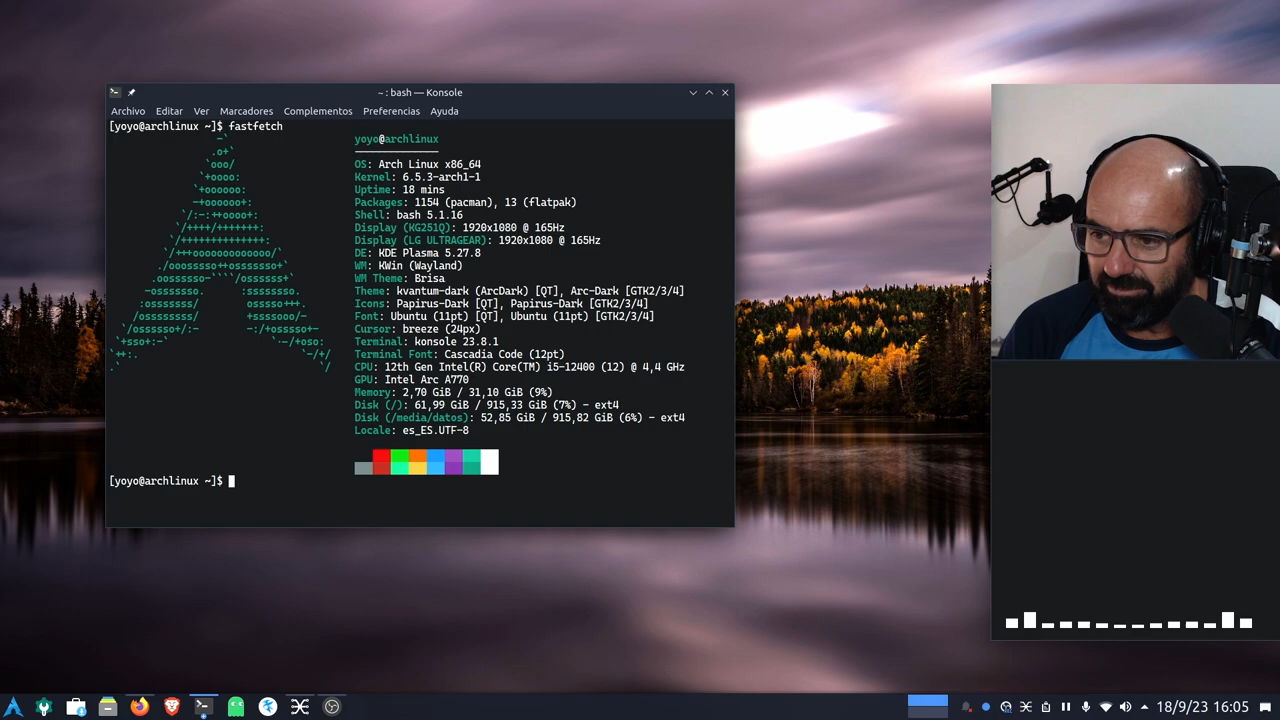 ~ : bash — Konsole
Archivo Editar Ver Marcadores Complementos Preferencias Ayuda
[yoyo@archlinux ~]$ fastfetch
yoyo@archlinux
OS: Arch Linux x86_64
Kernel: 6.5.3-arch1-1
Uptime: 18 mins
Packages: 1154 (pacman), 13 (flatpak)
Shell: bash 5.1.16
Display (KG251Q): 1920x1080 @ 165Hz
Display (LG ULTRAGEAR): 1920x1080 @ 165Hz
DE: KDE Plasma 5.27.8
WM: KWin (Wayland)
WM Theme: Brisa
Theme: kvantum-dark (ArcDark) [QT], Arc-Dark [GTK2/3/4]
Icons: Papirus-Dark [QT], Papirus-Dark [GTK2/3/4]
Font: Ubuntu (11pt) [QT], Ubuntu (11pt) [GTK2/3/4]
Cursor: breeze (24px)
Terminal: konsole 23.8.1
Terminal Font: Cascadia Code (12pt)
CPU: 12th Gen Intel(R) Core(TM) i5-12400 (12) @ 4,4 GHz
GPU: Intel Arc A770
Memory: 2,70 GiB / 31,10 GiB (9%)
Disk (/): 61,99 GiB / 915,33 GiB (7%) - ext4
Disk (/media/datos): 52,85 GiB / 915,82 GiB (6%) - ext4
Locale: es_ES.UTF-8
[yoyo@archlinux ~]$
18/9/23 16:05